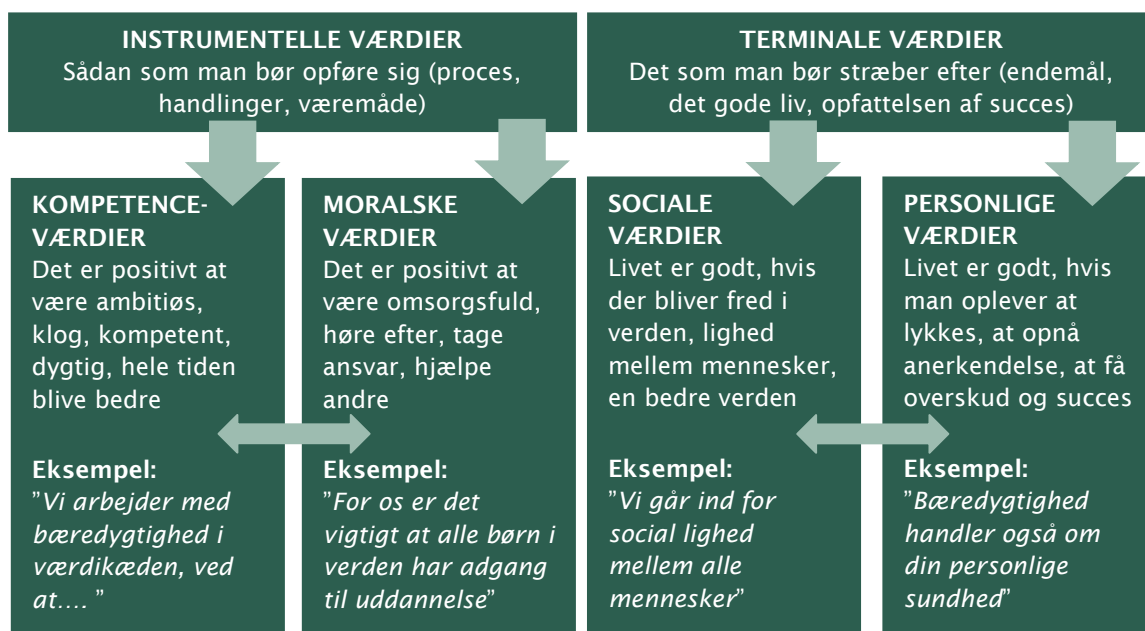 INSTRUMENTELLE VÆRDIER
Sådan som man bør opføre sig (proces,
handlinger, væremåde)
TERMINALE VÆRDIER
Det som man bør stræber efter (endemål,
det gode liv, opfattelsen af succes)
KOMPETENCE-
VÆRDIER
Det er positivt at
være ambitiøs,
klog, kompetent,
dygtig, hele tiden
blive bedre
Eksempel:
"Vi arbejder med
bæredygtighed i
værdikæden, ved
at.... "
MORALSKE
VÆRDIER
Det er positivt at
være omsorgsfuld,
høre efter, tage
ansvar, hjælpe
andre
Eksempel:
"For os er det
vigtigt at alle børn i
verden har adgang
til uddannelse"
SOCIALE
VÆRDIER
Livet er godt, hvis
der bliver fred i
verden, lighed
mellem mennesker,
en bedre verden
Eksempel:
"Vi går ind for
social lighed
mellem alle
mennesker"
PERSONLIGE
VÆRDIER
Livet er godt, hvis
man oplever at
lykkes, at opnå
anerkendelse, at få
overskud og succes
Eksempel:
"Bæredygtighed
handler også om
din personlige
sundhed"